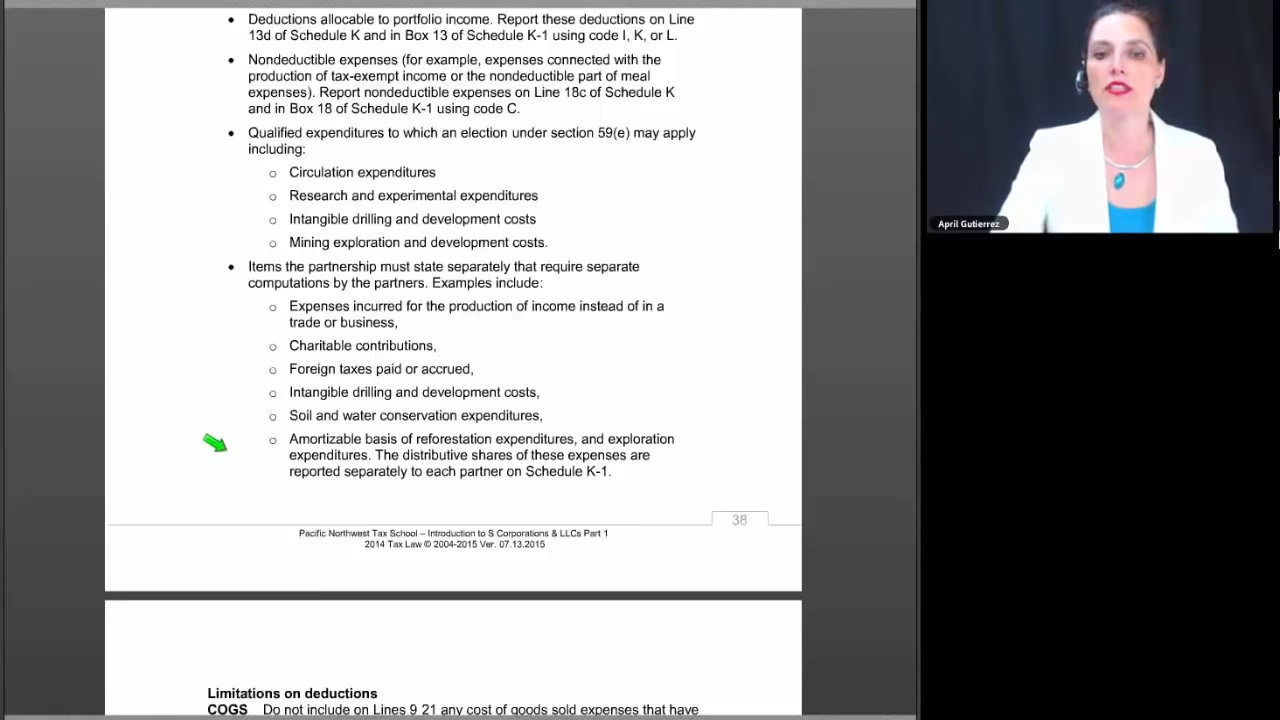 • Deductions allocable to portfolio income. Report these deductions on Line
13d of Schedule K and in Box 13 of Schedule K-1 using code I, K, or L.
• Nondeductible expenses (for example, expenses connected with the
production of tax-exempt income or the nondeductible part of meal
expenses). Report nondeductible expenses on Line 18c of Schedule K
and in Box 18 of Schedule K-1 using code C.
• Qualified expenditures to which an election under section 59(e) may apply
including:
o Circulation expenditures
o Research and experimental expenditures
o Intangible drilling and development costs
o Mining exploration and development costs.
• Items the partnership must state separately that require separate
computations by the partners. Examples include:
o Expenses incurred for the production of income instead of in a
trade or business,
o Charitable contributions,
o Foreign taxes paid or accrued,
o Intangible drilling and development costs,
o Soil and water conservation expenditures,
o Amortizable basis of reforestation expenditures, and exploration
expenditures. The distributive shares of these expenses are
reported separately to each partner on Schedule K-1.
38
Pacific Northwest Tax School – Introduction to S Corporations & LLCs Part 1
2014 Tax Law © 2004-2015 Ver. 07.13.2015
Limitations on deductions
COGS Do not include on Lines 9 21 any cost of goods sold expenses that have
April Gutierrez